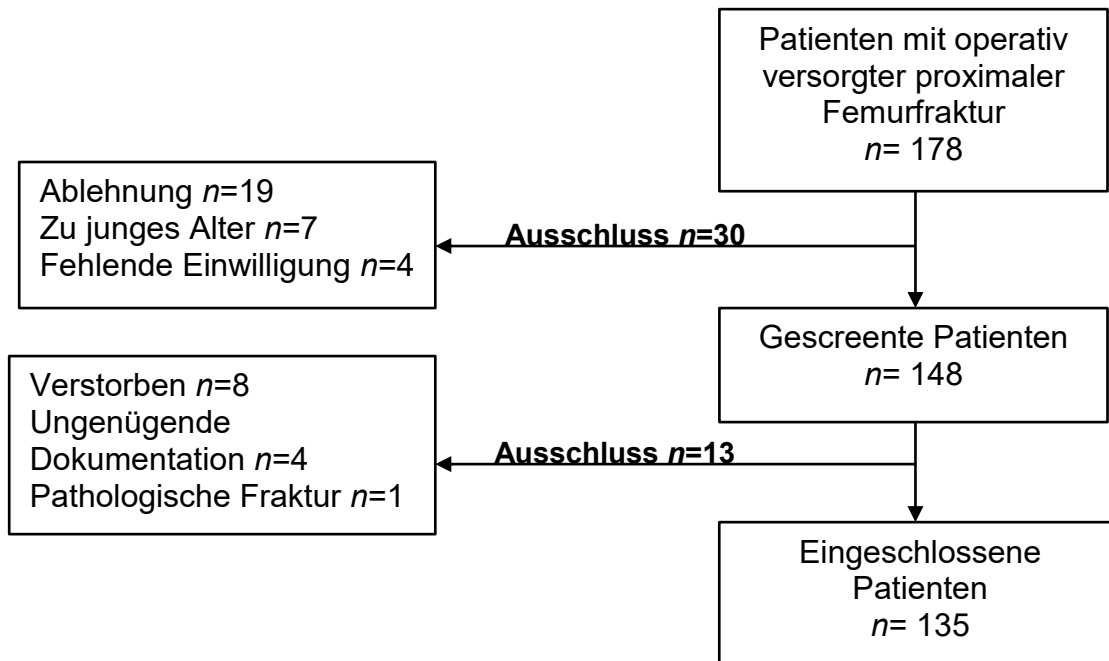 Patienten mit operativ
versorgter proximaler
Femurfraktur
n= 178
Ablehnung n=19
Zu junges Alter n=7
Fehlende Einwilligung n=4
Ausschluss n=30
Gescreente Patienten
n= 148
Verstorben n=8
Ungenügende
Dokumentation n=4
Pathologische Fraktur n=1
Ausschluss n=13
Eingeschlossene
Patienten
n= 135